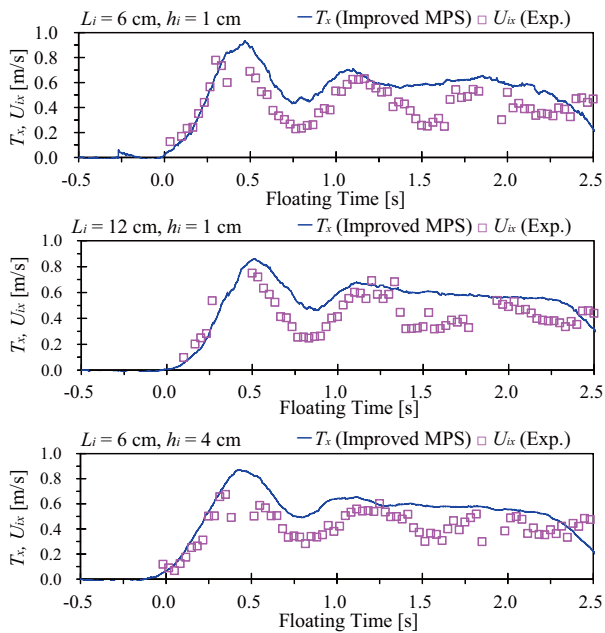 Lᵢ = 6 cm, hᵢ = 1 cm — Tₓ (Improved MPS) □ Uᵢₓ (Exp.)
1.0
0.8
0.6
0.4
0.2
0.0
Tₓ, Uᵢₓ [m/s]
-0.5 0.0 0.5 1.0 1.5 2.0 2.5
Floating Time [s]
Lᵢ = 12 cm, hᵢ = 1 cm — Tₓ (Improved MPS) □ Uᵢₓ (Exp.)
1.0
0.8
0.6
0.4
0.2
0.0
Tₓ, Uᵢₓ [m/s]
-0.5 0.0 0.5 1.0 1.5 2.0 2.5
Floating Time [s]
Lᵢ = 6 cm, hᵢ = 4 cm — Tₓ (Improved MPS) □ Uᵢₓ (Exp.)
1.0
0.8
0.6
0.4
0.2
0.0
Tₓ, Uᵢₓ [m/s]
-0.5 0.0 0.5 1.0 1.5 2.0 2.5
Floating Time [s]